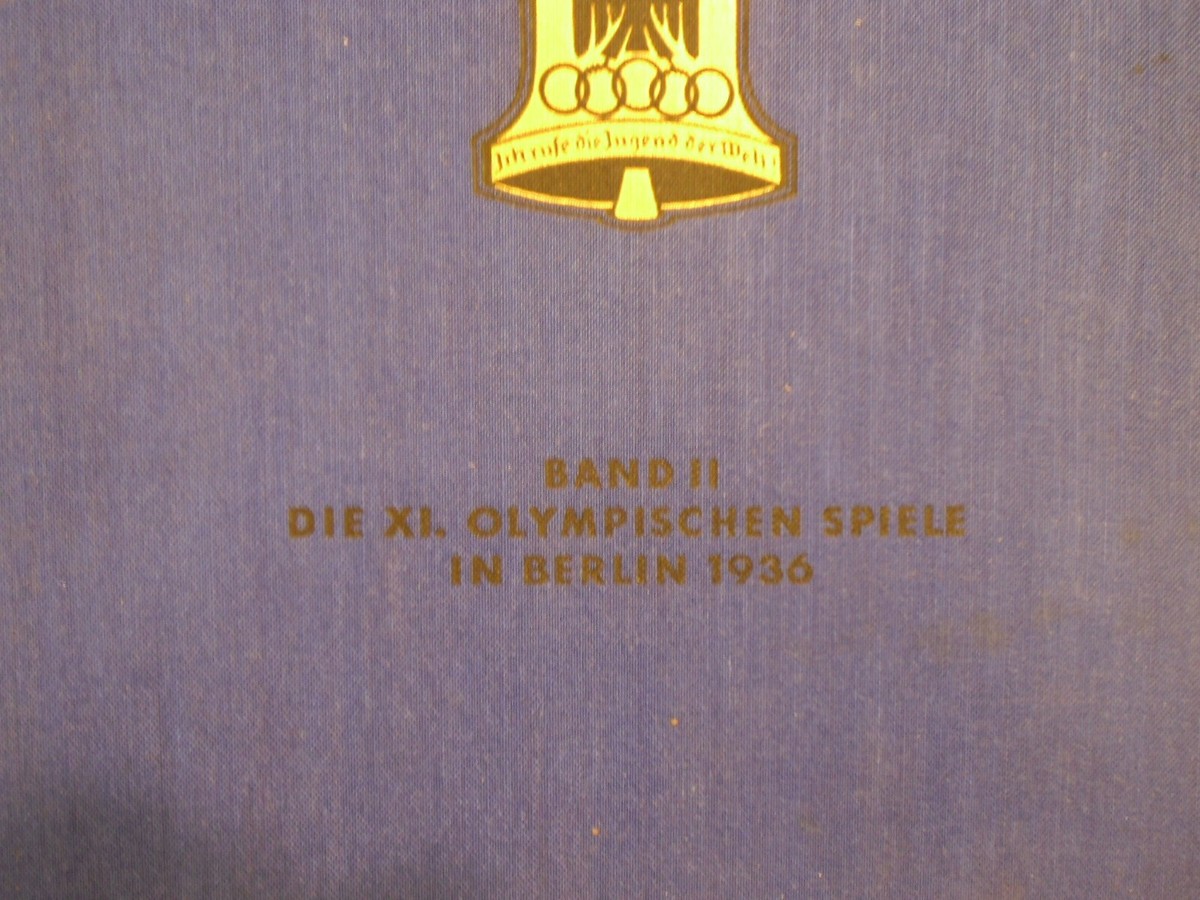 Ich rufe die Jugend der Welt!
BAND II
DIE XI. OLYMPISCHEN SPIELE
IN BERLIN 1936